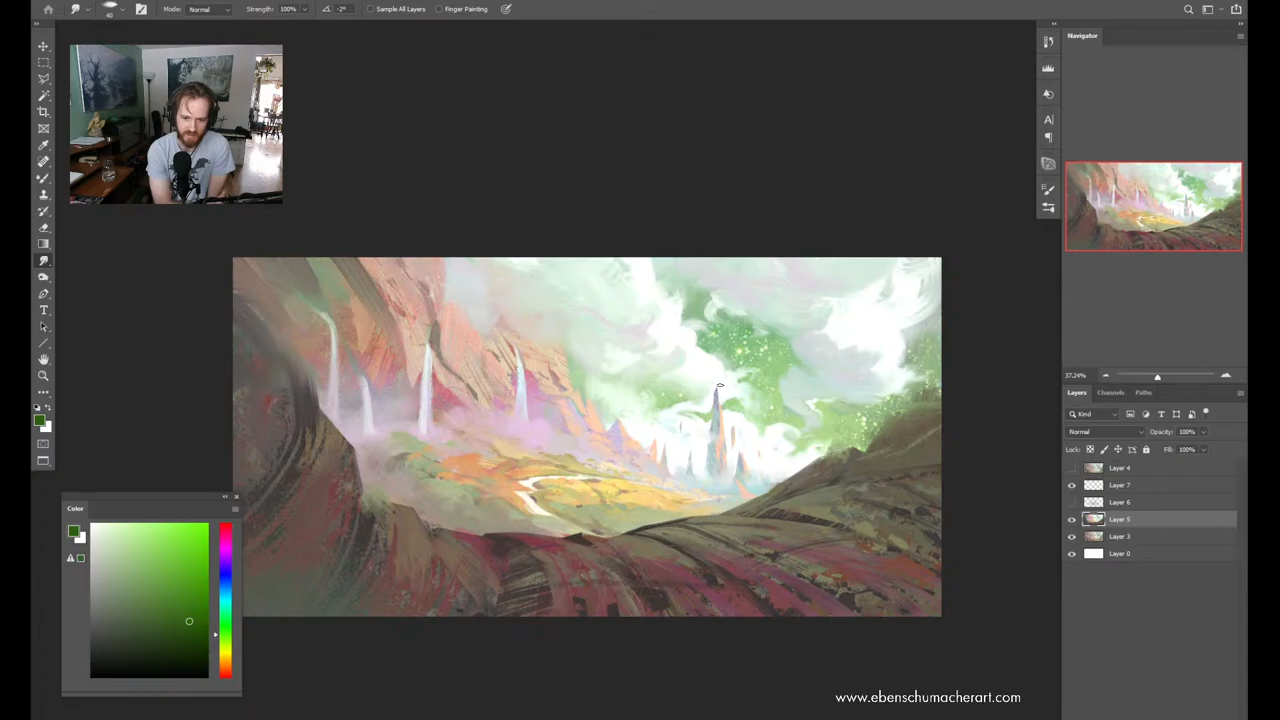 40
Mode: Normal
Strength: 100%
-2°
Sample All Layers
Finger Painting
Navigator
37.24%
Layers Channels Paths
Kind
Normal
Opacity: 100%
Lock:
Fill: 100%
Layer 4
Layer 7
Layer 6
Layer 5
Layer 3
Layer 0
Color
www.ebenschumacherart.com